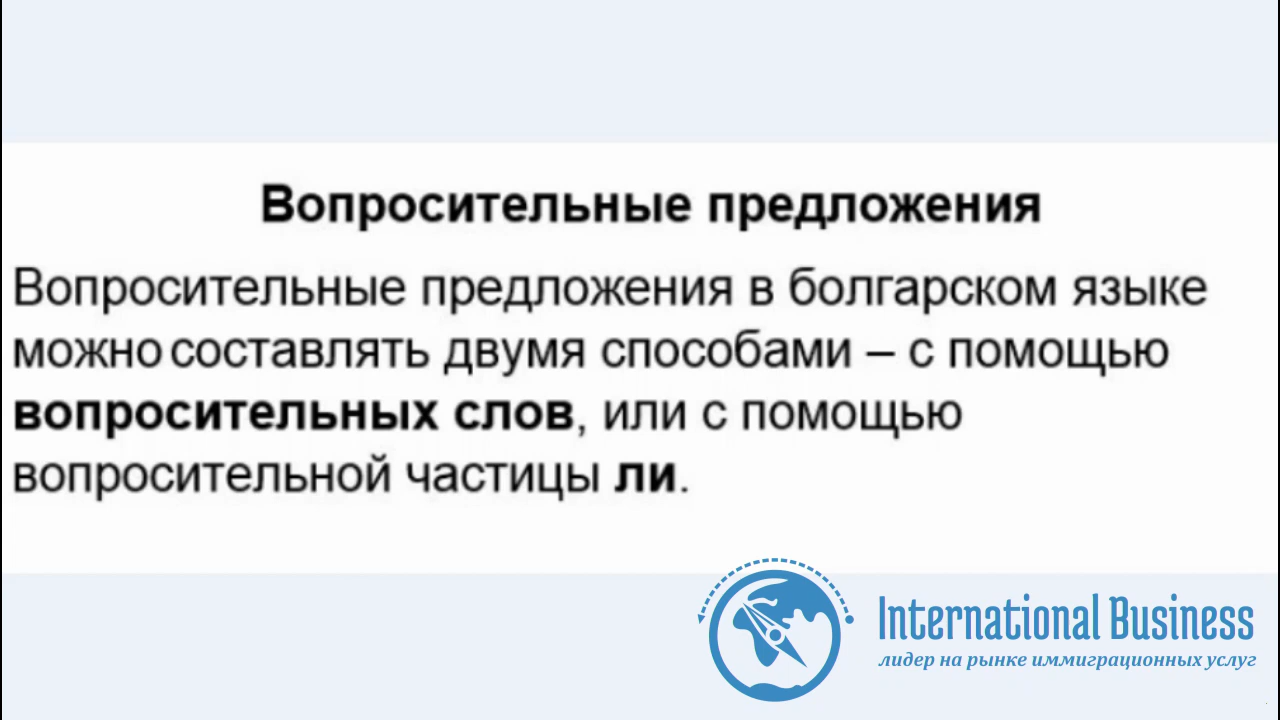 Вопросительные предложения
Вопросительные предложения в болгарском языке
можно составлять двумя способами – с помощью
вопросительных слов, или с помощью
вопросительной частицы ли.
International Business
лидер на рынке иммиграционных услуг